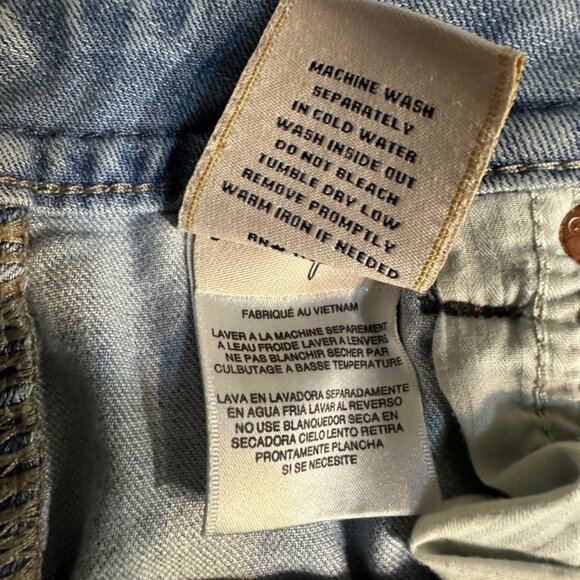 MACHINE WASH
SEPARATELY
IN COLD WATER
WASH INSIDE OUT
DO NOT BLEACH
TUMBLE DRY LOW
REMOVE PROMPTLY
WARM IRON IF NEEDED
FABRIQUÉ AU VIETNAM
LAVER A LA MACHINE SEPAREMENT
A LEAU FROIDE LAVER A LENVERS
NE PAS BLANCHIR SECHER PAR
CULBUTAGE A BASSE TEMPERATURE
LAVA EN LAVADORA SEPARADAMENTE
EN AGUA FRIA LAVAR AL REVERSO
NO USE BLANQUEDOR SECA EN
SECADORA CIELO LENTO RETIRA
PRONTAMENTE PLANCHA
SI SE NECESITE